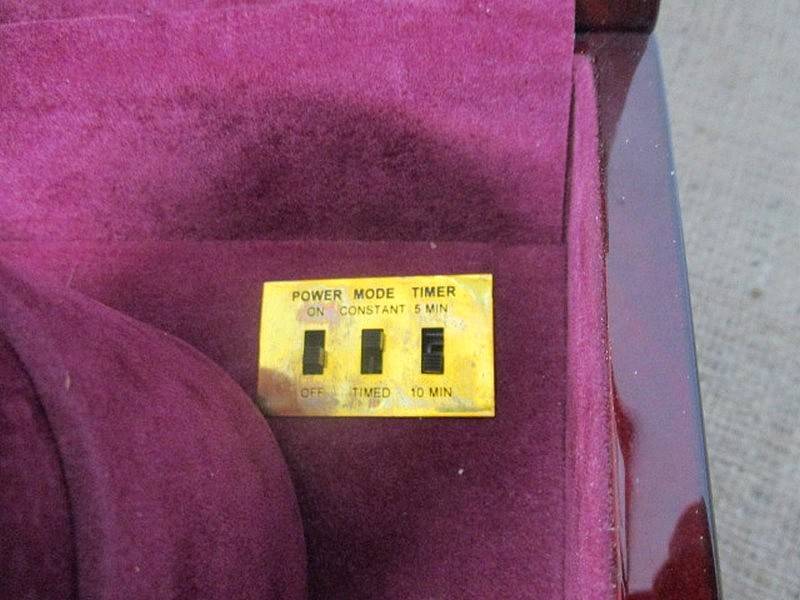 POWER MODE TIMER
ON CONSTANT 5 MIN
OFF TIMED 10 MIN